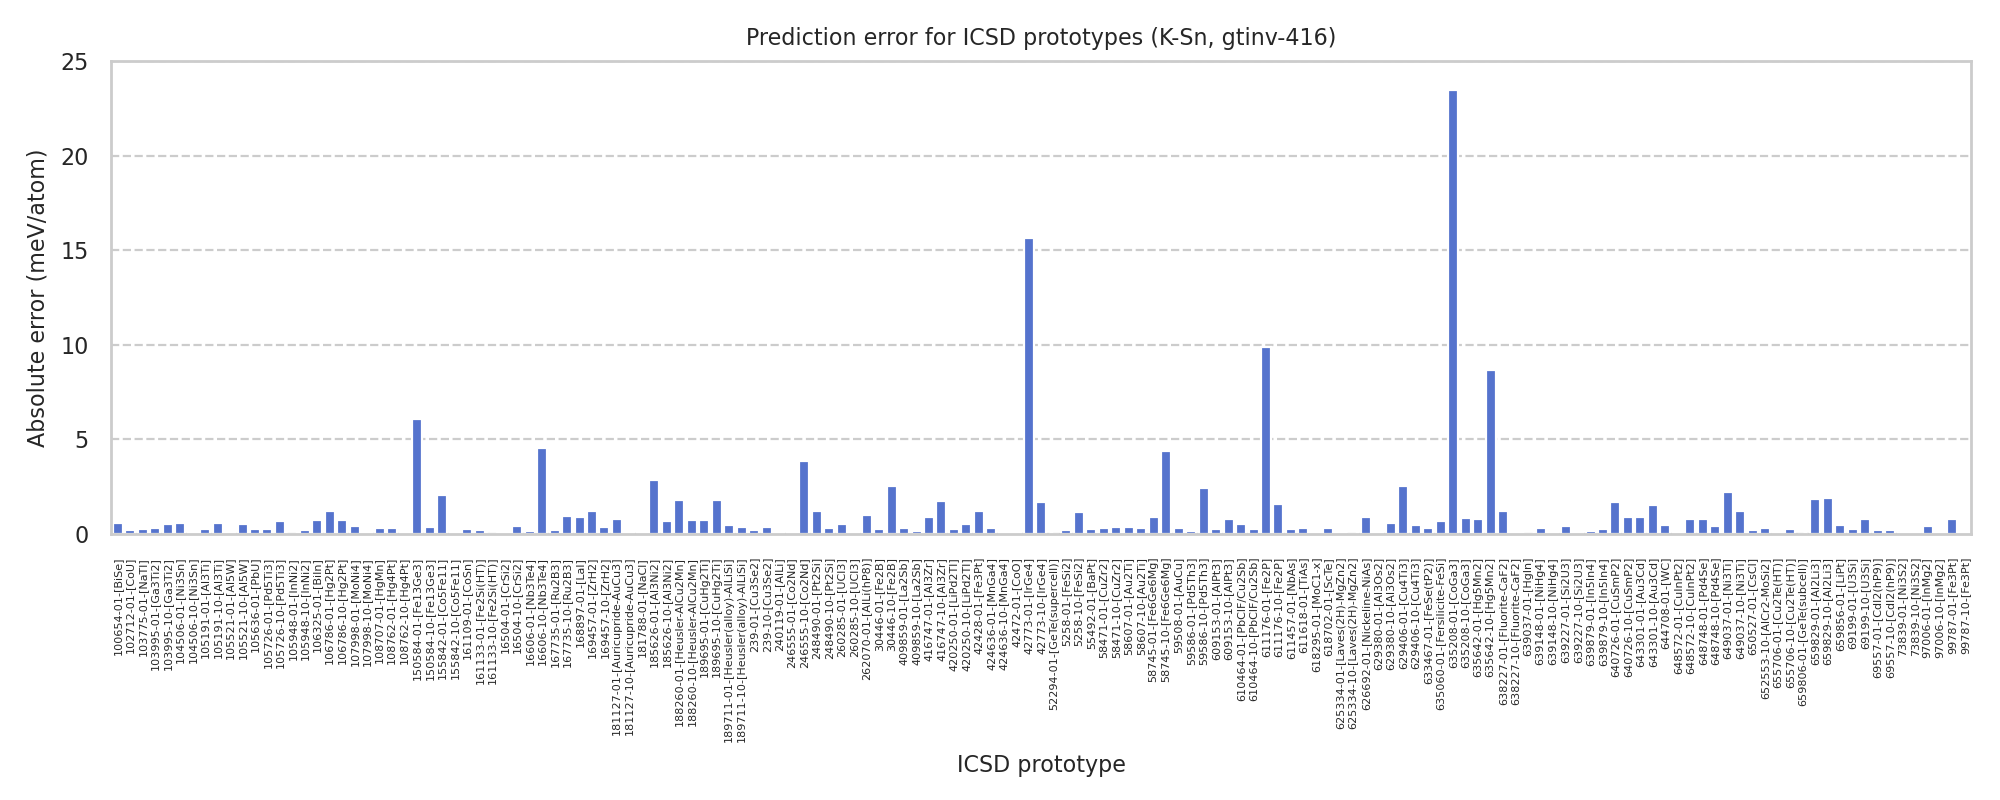 Prediction error for ICSD prototypes (K-Sn, gtinv-416)
Absolute error (meV/atom)
25
20
15
10
5
0
100654-01-[BiSe]
102712-01-[CoU]
103775-01-[NaTl]
103995-01-[Ga3Ti2]
103995-10-[Ga3Ti2]
104506-01-[Ni3Sn]
104506-10-[Ni3Sn]
105191-01-[Al3Ti]
105191-10-[Al3Ti]
105521-01-[Al5W]
105521-10-[Al5W]
105636-01-[PbU]
105726-01-[Pd5Ti3]
105726-10-[Pd5Ti3]
105948-01-[InNi2]
105948-10-[InNi2]
106325-01-[BiIn]
106786-01-[Hg2Pt]
106786-10-[Hg2Pt]
107998-01-[MoNi4]
107998-10-[MoNi4]
108707-01-[HgMn]
108762-01-[Hg4Pt]
108762-10-[Hg4Pt]
150584-01-[Fe13Ge3]
150584-10-[Fe13Ge3]
155842-01-[Co5Fe11]
155842-10-[Co5Fe11]
161109-01-[CoSn]
161133-01-[Fe2Si(HT)]
161133-10-[Fe2Si(HT)]
16504-01-[CrSi2]
16504-10-[CrSi2]
166006-01-[Nb3Te4]
166006-10-[Nb3Te4]
167735-01-[Ru2B3]
167735-10-[Ru2B3]
168897-01-[LaI]
169457-01-[ZrH2]
169457-10-[ZrH2]
181127-01-[Auricupride-AuCu3]
181127-10-[Auricupride-AuCu3]
181788-01-[NaCl]
185626-01-[Al3Ni2]
185626-10-[Al3Ni2]
188260-01-[Heusler-AlCu2Mn]
188260-10-[Heusler-AlCu2Mn]
189695-01-[CuHg2Ti]
189695-10-[CuHg2Ti]
189711-01-[Heusler(alloy)-AlLiSi]
189711-10-[Heusler(alloy)-AlLiSi]
239-01-[Cu3Se2]
239-10-[Cu3Se2]
240119-01-[AlLi]
246555-01-[Co2Nd]
246555-10-[Co2Nd]
248490-01-[Pt2Si]
248490-10-[Pt2Si]
260285-01-[UCl3]
260285-10-[UCl3]
262070-01-[AlLi(hP8)]
30446-01-[Fe2B]
30446-10-[Fe2B]
409859-01-[La2Sb]
409859-10-[La2Sb]
416747-01-[Al3Zr]
416747-10-[Al3Zr]
420250-01-[LiPd2Tl]
420250-10-[LiPd2Tl]
42428-01-[Fe3Pt]
424636-01-[MnGa4]
424636-10-[MnGa4]
42472-01-[CoO]
42773-01-[IrGe4]
42773-10-[IrGe4]
52294-01-[GeTe(supercell)]
5258-01-[FeSi2]
5258-10-[FeSi2]
55492-01-[BaPt]
58471-01-[CuZr2]
58471-10-[CuZr2]
58607-01-[Au2Ti]
58607-10-[Au2Ti]
58745-01-[Fe6Ge6Mg]
58745-10-[Fe6Ge6Mg]
59508-01-[AuCu]
59586-01-[Pd5Th3]
59586-10-[Pd5Th3]
609153-01-[AlPt3]
609153-10-[AlPt3]
610464-01-[PbClF/Cu2Sb]
610464-10-[PbClF/Cu2Sb]
611176-01-[Fe2P]
611176-10-[Fe2P]
611457-01-[NbAs]
611618-01-[TiAs]
618295-01-[MoC1-x]
618702-01-[ScTe]
625334-01-[Laves(2H)-MgZn2]
625334-10-[Laves(2H)-MgZn2]
626692-01-[Nickeline-NiAs]
629380-01-[Al3Os2]
629380-10-[Al3Os2]
629406-01-[Cu4Ti3]
629406-10-[Cu4Ti3]
633467-01-[FeSe(tP2)]
635060-01-[Fersilicite-FeSi]
635208-01-[CoGa3]
635208-10-[CoGa3]
635642-01-[Hg5Mn2]
635642-10-[Hg5Mn2]
638227-01-[Fluorite-CaF2]
638227-10-[Fluorite-CaF2]
639037-01-[HgIn]
639148-01-[NiHg4]
639148-10-[NiHg4]
639227-01-[Si2U3]
639227-10-[Si2U3]
639879-01-[In5In4]
639879-10-[In5In4]
640726-01-[CuSmP2]
640726-10-[CuSmP2]
643301-01-[Au3Cd]
643301-10-[Au3Cd]
644708-01-[WC]
648572-01-[CuInPt2]
648572-10-[CuInPt2]
648748-01-[Pd4Se]
648748-10-[Pd4Se]
649037-01-[Ni3Ti]
649037-10-[Ni3Ti]
650527-01-[CsCl]
652553-10-[AlCr2-MoSi2]
655706-01-[Cu2Te(HT)]
655706-10-[Cu2Te(HT)]
659806-01-[GeTe(subcell)]
659829-01-[Al2Li3]
659829-10-[Al2Li3]
659856-01-[LiPt]
69199-01-[U3Si]
69199-10-[U3Si]
69557-01-[CdI2(hP9)]
69557-10-[CdI2(hP9)]
73839-01-[Ni3S2]
73839-10-[Ni3S2]
97006-01-[InMg2]
97006-10-[InMg2]
99787-01-[Fe3Pt]
99787-10-[Fe3Pt]
ICSD prototype